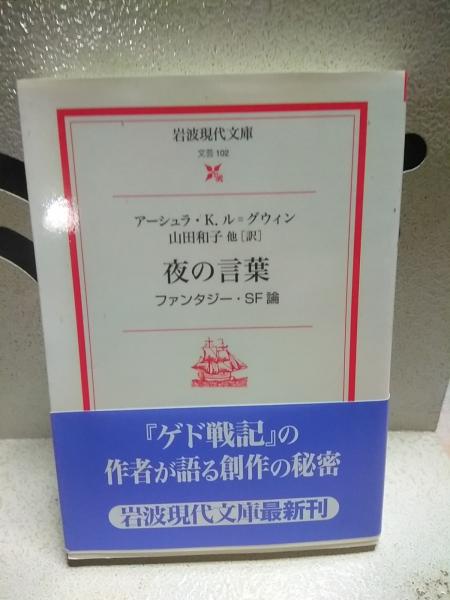 岩波現代文庫
文芸 102
アーシュラ・K. ル＝グウィン
山田和子 他［訳］
夜の言葉
ファンタジー・SF論
『ゲド戦記』の
作者が語る創作の秘密
岩波現代文庫最新刊